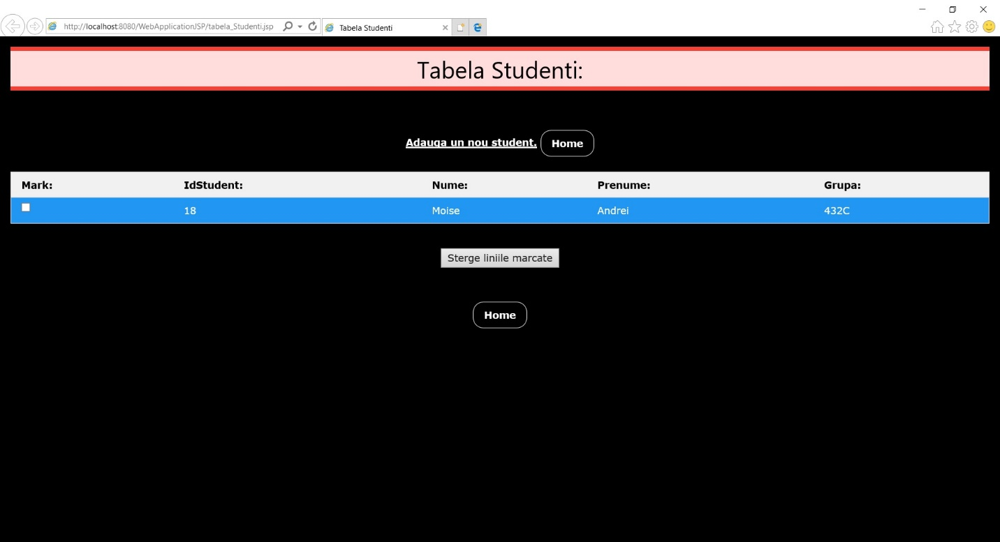 http://localhost:8080/WebApplicationJSP/tabela_Studenti.jsp Tabela Studenti
Tabela Studenti:
Adauga un nou student. Home
Mark: IdStudent: Nume: Prenume: Grupa:
18 Moise Andrei 432C
Sterge liniile marcate
Home